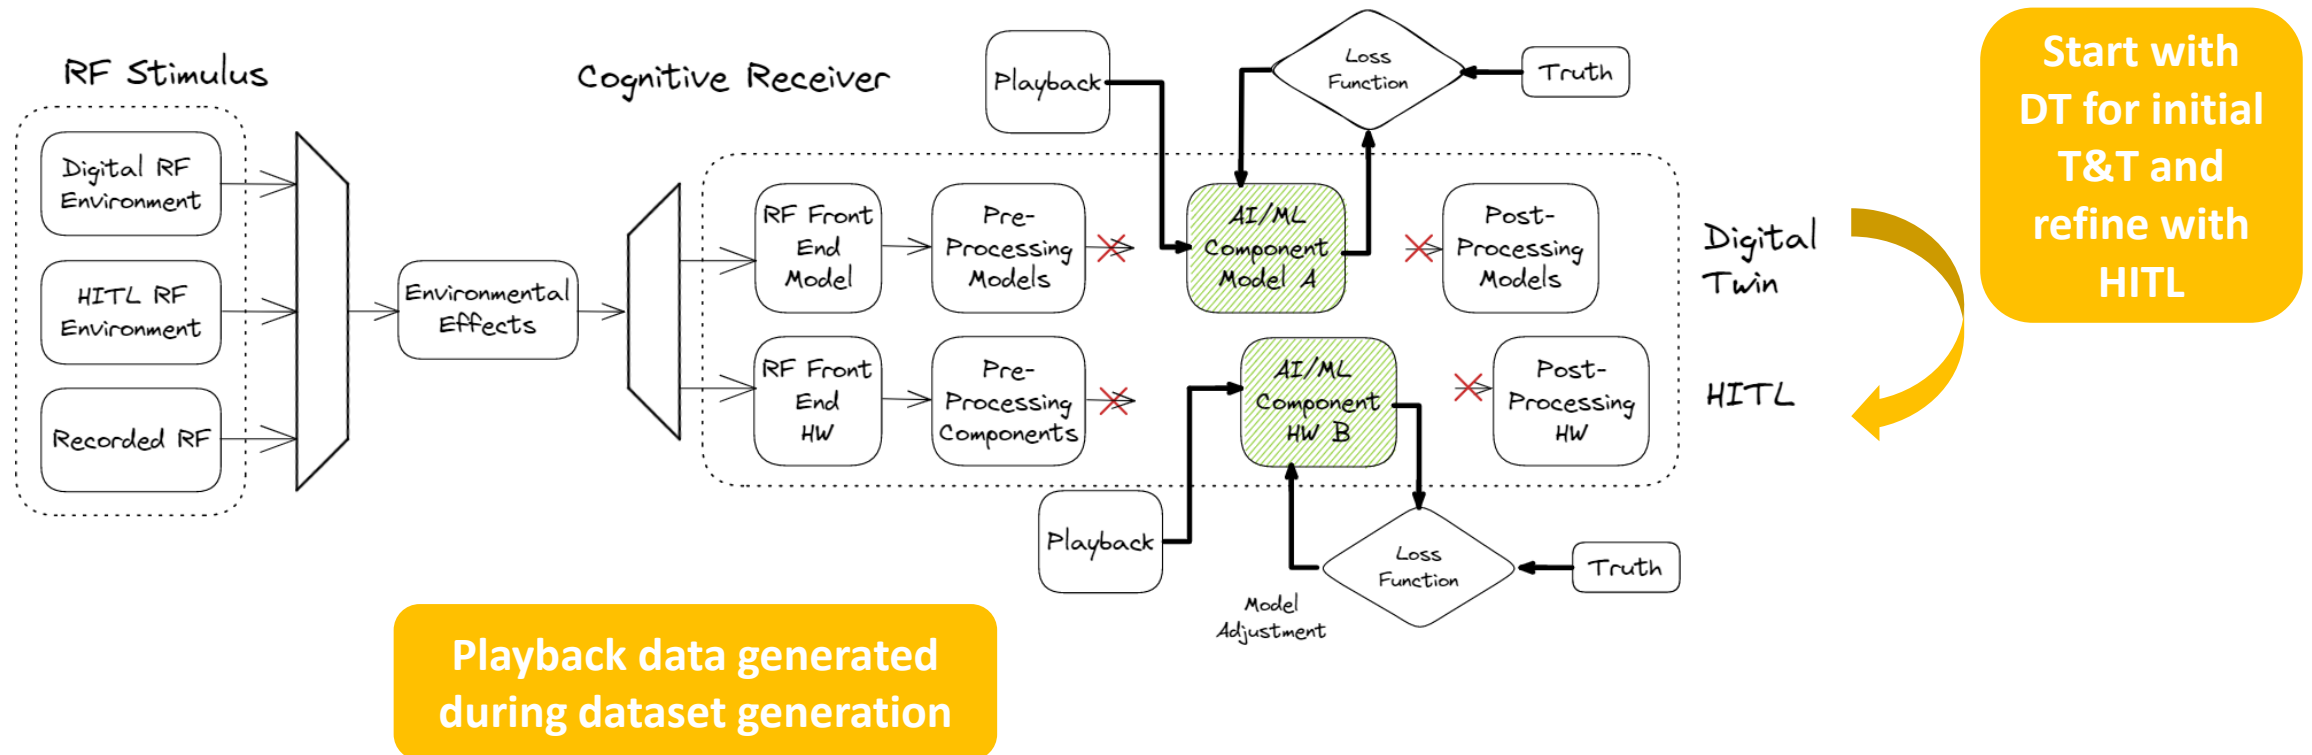 RF Stimulus
Digital RF
Environment
HITL RF
Environment
Recorded RF
Environmental
Effects
Cognitive Receiver
Playback
Loss
Function
Truth
RF Front
End
Model
Pre-
Processing
Models
AI/ML
Component
Model A
Post-
Processing
Models
Digital
Twin
RF Front
End
HW
Pre-
Processing
Components
AI/ML
Component
HW B
Post-
Processing
HW
HITL
Playback
Loss
Function
Truth
Model
Adjustment
Start with
DT for initial
T&T and
refine with
HITL
Playback data generated
during dataset generation